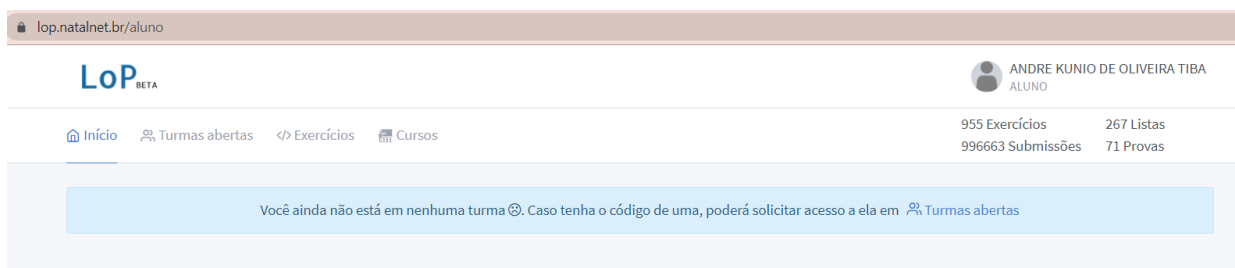 lop.natalnet.br/aluno
LoP BETA
ANDRE KUNIO DE OLIVEIRA TIBA
ALUNO
Início Turmas abertas </> Exercícios Cursos
955 Exercícios 267 Listas
996663 Submissões 71 Provas
Você ainda não está em nenhuma turma ☹. Caso tenha o código de uma, poderá solicitar acesso a ela em Turmas abertas